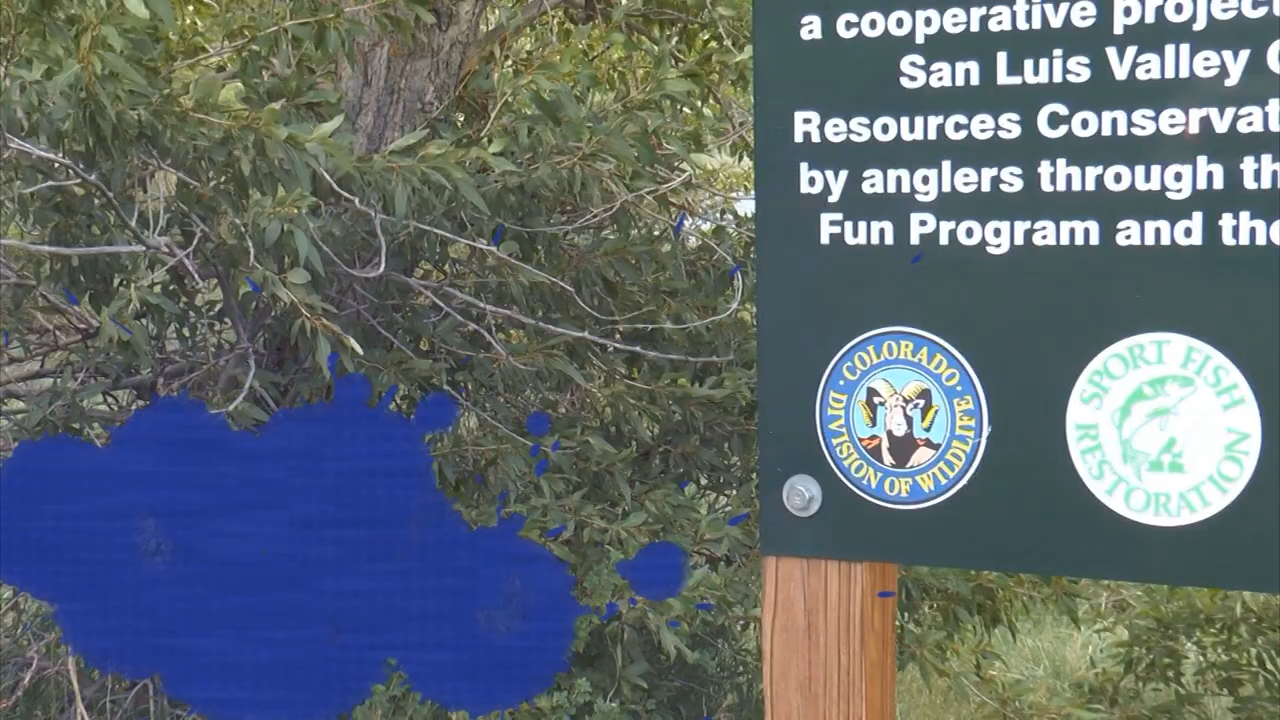 a cooperative project
San Luis Valley
Resources Conservat
by anglers through th
Fun Program and the
COLORADO
DIVISION OF WILDLIFE
SPORT FISH
RESTORATION